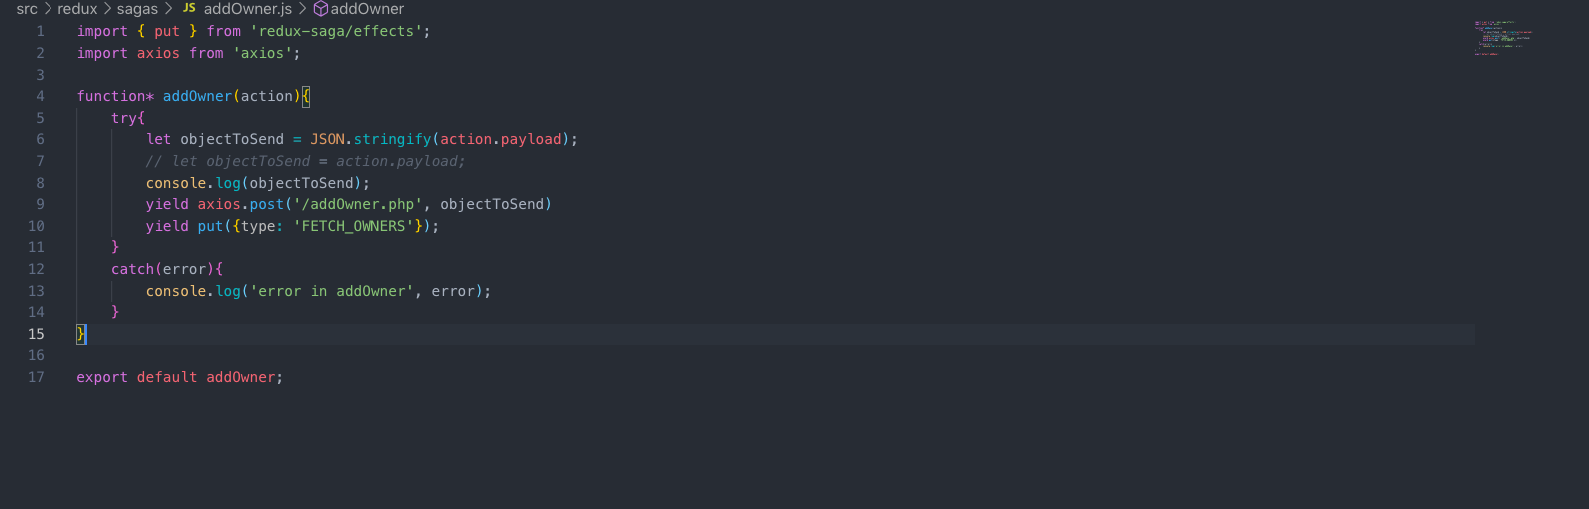 src > redux > sagas > JS addOwner.js > addOwner
1 import { put } from 'redux-saga/effects';
2 import axios from 'axios';
3
4 function* addOwner(action){
5     try{
6         let objectToSend = JSON.stringify(action.payload);
7         // let objectToSend = action.payload;
8         console.log(objectToSend);
9         yield axios.post('/addOwner.php', objectToSend)
10         yield put({type: 'FETCH_OWNERS'});
11     }
12     catch(error){
13         console.log('error in addOwner', error);
14     }
15 }
16
17 export default addOwner;